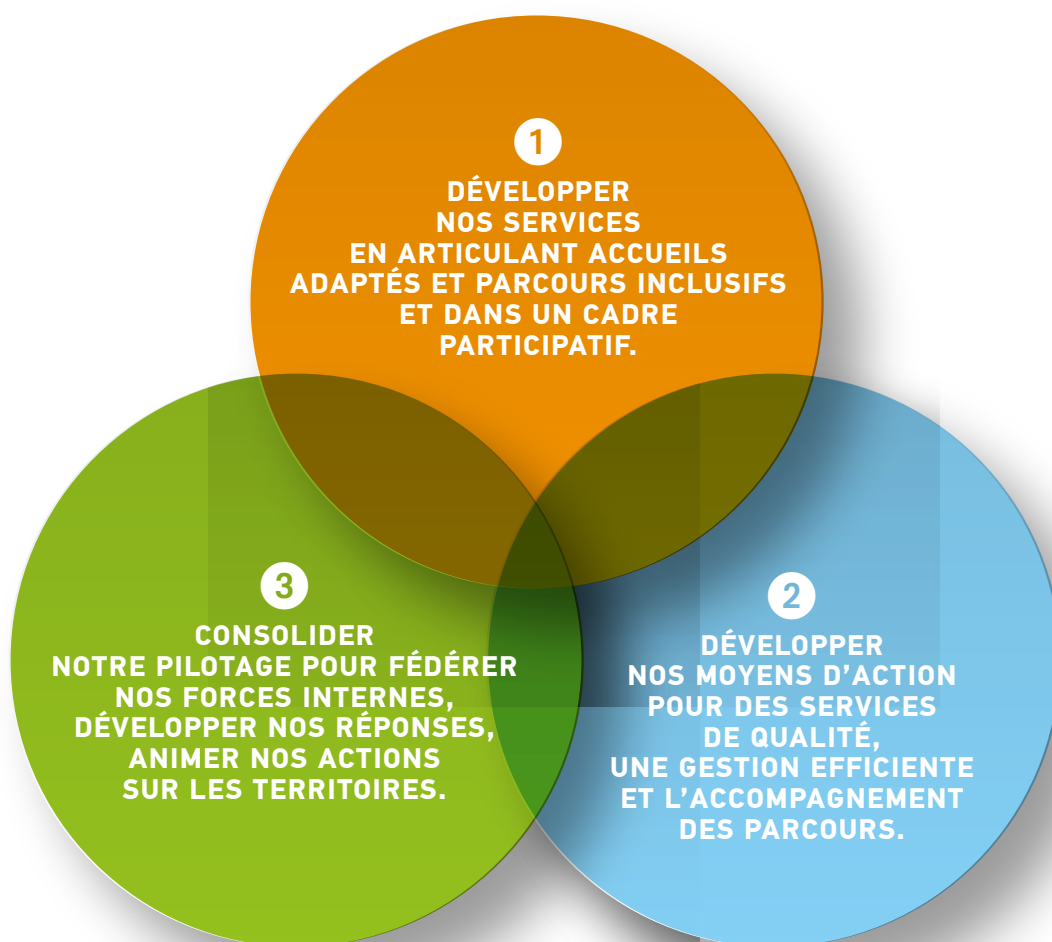 1
DÉVELOPPER
NOS SERVICES
EN ARTICULANT ACCUEILS
ADAPTÉS ET PARCOURS INCLUSIFS
ET DANS UN CADRE
PARTICIPATIF.
2
DÉVELOPPER
NOS MOYENS D’ACTION
POUR DES SERVICES
DE QUALITÉ,
UNE GESTION EFFICIENTE
ET L’ACCOMPAGNEMENT
DES PARCOURS.
3
CONSOLIDER
NOTRE PILOTAGE POUR FÉDÉRER
NOS FORCES INTERNES,
DÉVELOPPER NOS RÉPONSES,
ANIMER NOS ACTIONS
SUR LES TERRITOIRES.